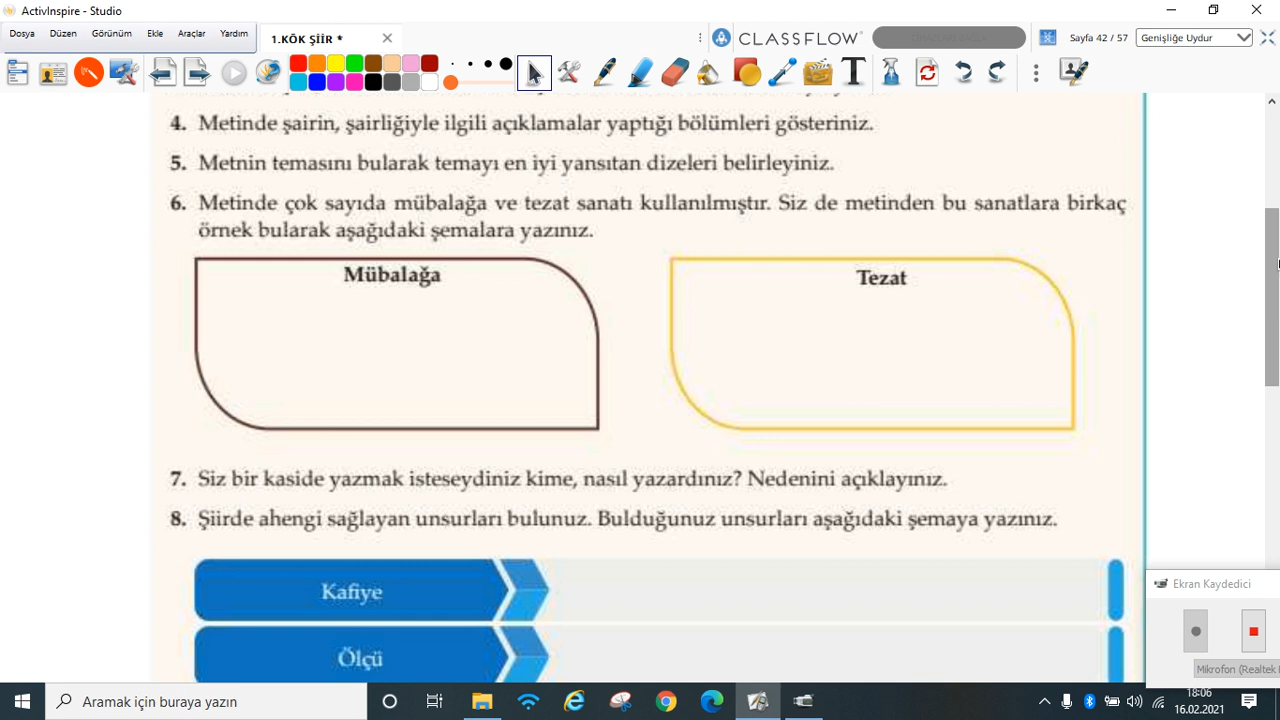 ActivInspire - Studio
Dosya Düzen Görünüm Ekle Araçlar Yardım
1.KÖK ŞİİR *
CLASSFLOW
Sayfa 42 / 57
Genişliğe Uydur
4. Metinde şairin, şairliğiyle ilgili açıklamalar yaptığı bölümleri gösteriniz.
5. Metnin temasını bularak temayı en iyi yansıtan dizeleri belirleyiniz.
6. Metinde çok sayıda mübalağa ve tezat sanatı kullanılmıştır. Siz de metinden bu sanatlara birkaç
örnek bularak aşağıdaki şemalara yazınız.
Mübalağa
Tezat
7. Siz bir kaside yazmak isteseydiniz kime, nasıl yazardınız? Nedenini açıklayınız.
8. Şiirde ahengi sağlayan unsurları bulunuz. Bulduğunuz unsurları aşağıdaki şemaya yazınız.
Kafiye
Ölçü
Ekran Kaydedici
Mikrofon (Realtek
Aramak için buraya yazın
18:06
16.02.2021